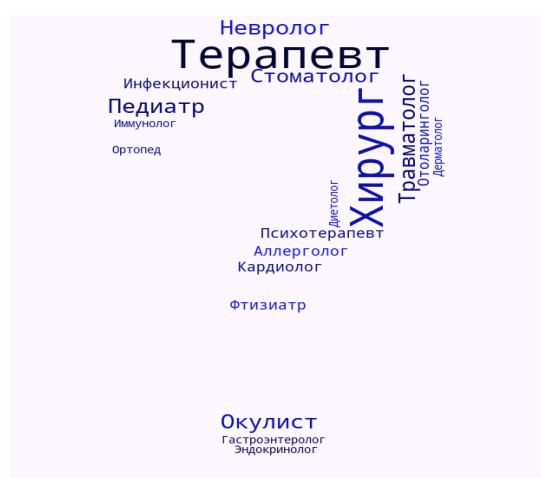 Невролог
Терапевт
Стоматолог
Инфекционист
Педиатр
Иммунолог
Ортопед
Хирург
Травматолог
Отоларинголог
Дерматолог
Диетолог
Психотерапевт
Аллерголог
Кардиолог
Фтизиатр
Окулист
Гастроэнтеролог
Эндокринолог